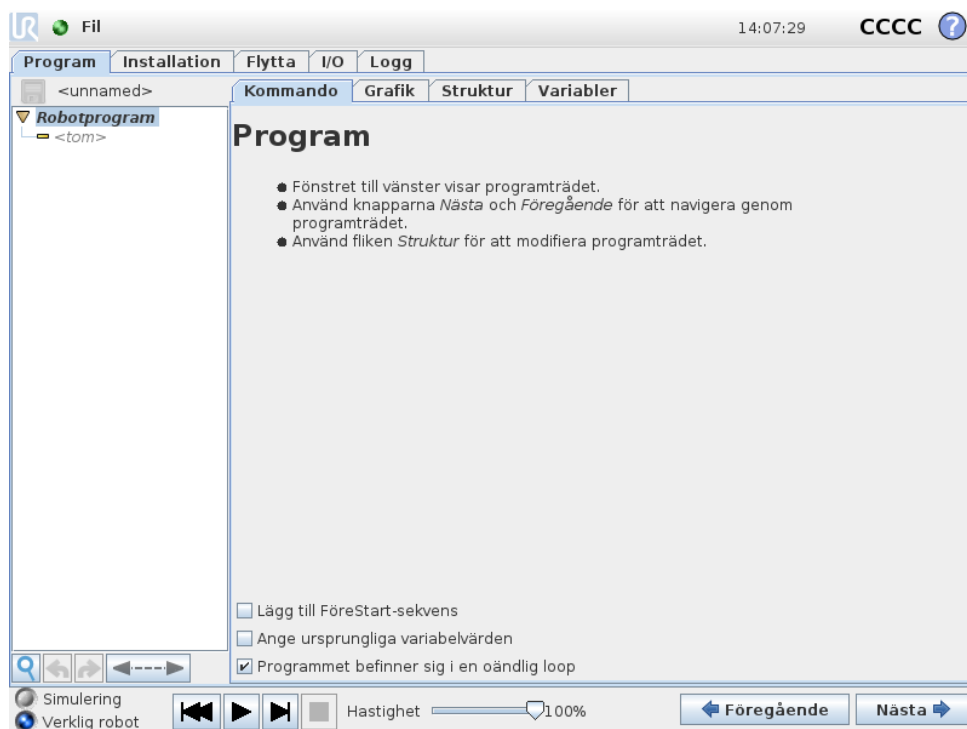 UR Fil 14:07:29 CCCC ?
Program Installation Flytta I/O Logg
<unnamed> Kommando Grafik Struktur Variabler
Robotprogram
<tom>
Program
Fönstret till vänster visar programträdet.
Använd knapparna Nästa och Föregående för att navigera genom
programträdet.
Använd fliken Struktur för att modifiera programträdet.
Lägg till FöreStart-sekvens
Ange ursprungliga variabelvärden
Programmet befinner sig i en oändlig loop
Simulering
Verklig robot
Hastighet 100%
Föregående Nästa